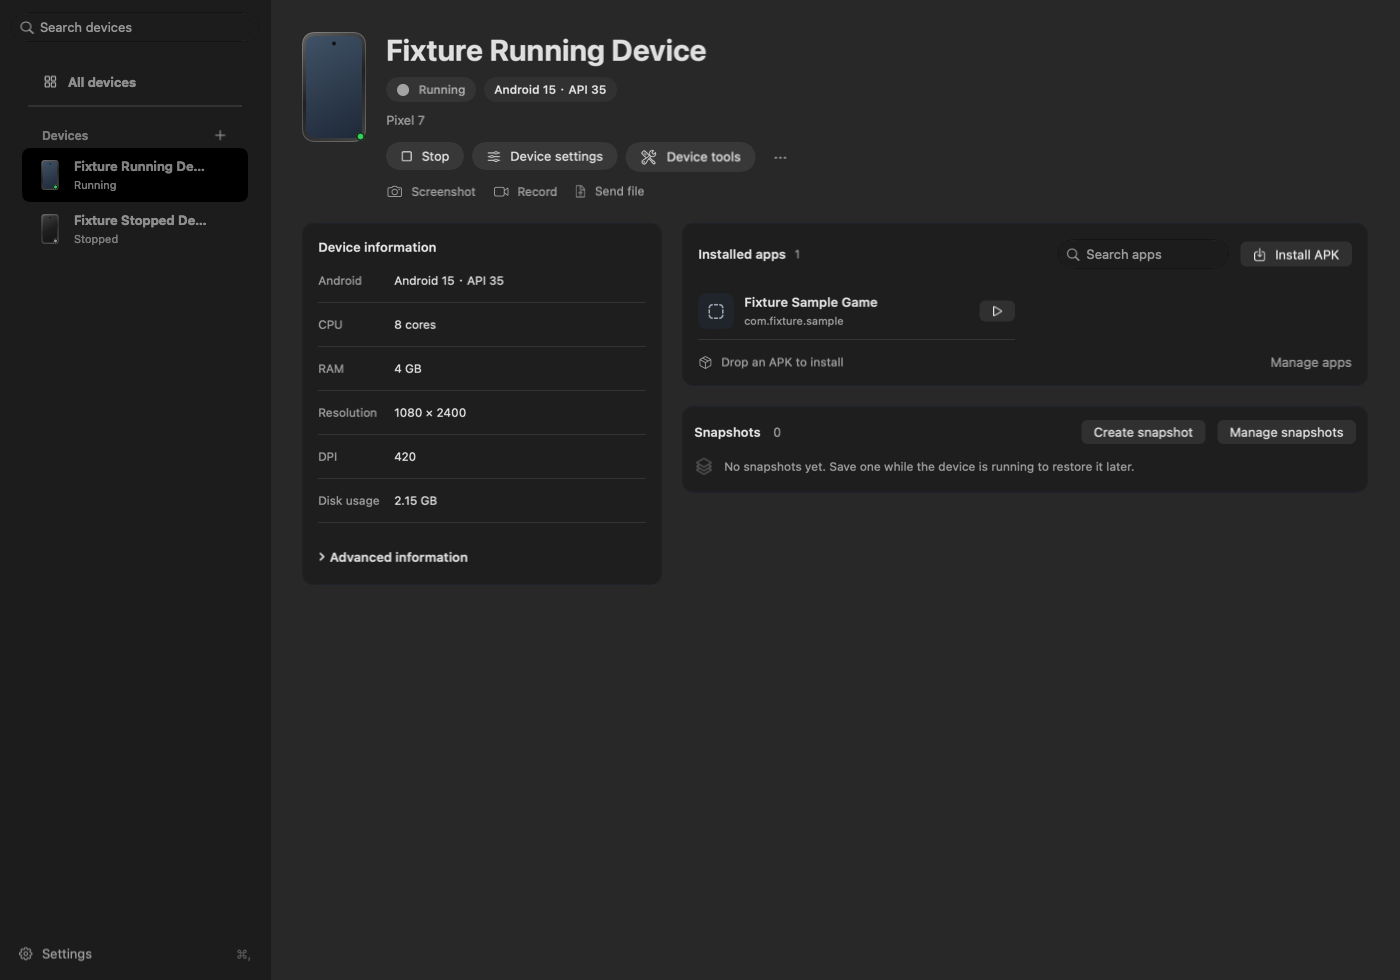 Search devices
All devices
Devices
Fixture Running De...
Running
Fixture Stopped De...
Stopped
Settings
⌘,
Fixture Running Device
Running
Android 15 · API 35
Pixel 7
Stop
Device settings
Device tools
Screenshot
Record
Send file
Device information
Android
Android 15 · API 35
CPU
8 cores
RAM
4 GB
Resolution
1080 × 2400
DPI
420
Disk usage
2.15 GB
Advanced information
Installed apps 1
Search apps
Install APK
Fixture Sample Game
com.fixture.sample
Drop an APK to install
Manage apps
Snapshots 0
Create snapshot
Manage snapshots
No snapshots yet. Save one while the device is running to restore it later.